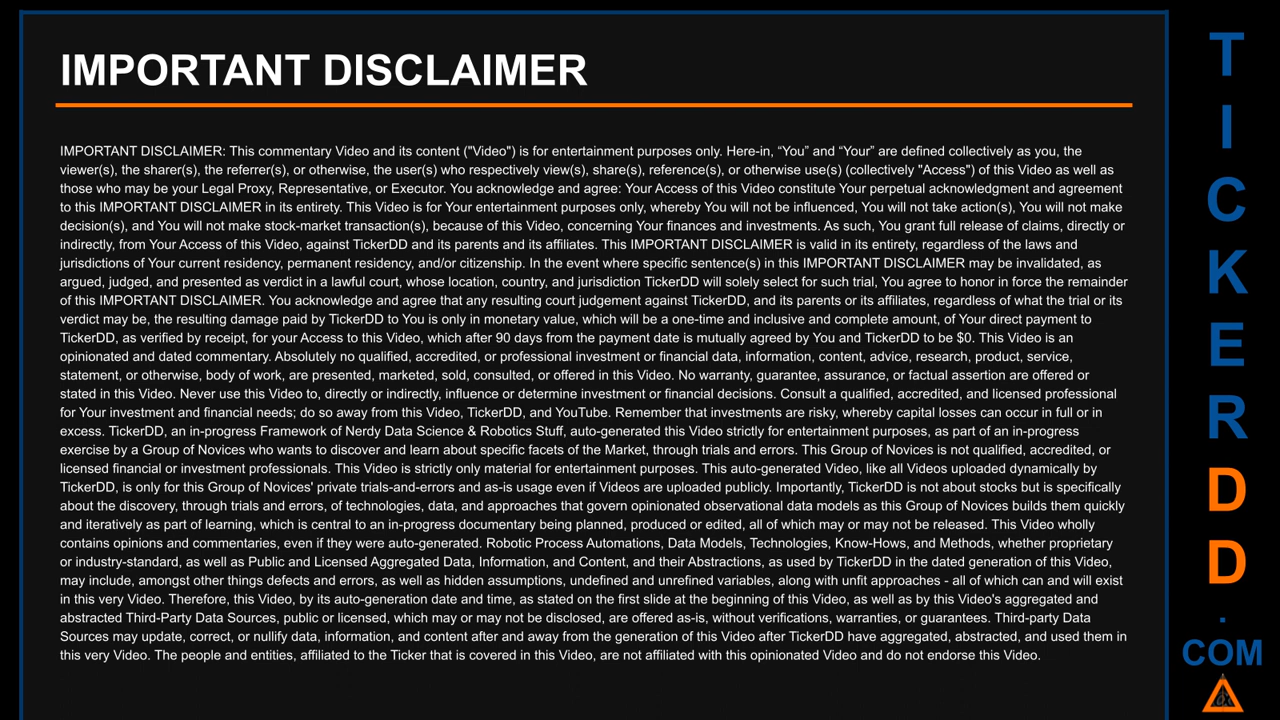 IMPORTANT DISCLAIMER
IMPORTANT DISCLAIMER: This commentary Video and its content ("Video") is for entertainment purposes only. Here-in, “You” and “Your” are defined collectively as you, the
viewer(s), the sharer(s), the referrer(s), or otherwise, the user(s) who respectively view(s), share(s), reference(s), or otherwise use(s) (collectively "Access") of this Video as well as
those who may be your Legal Proxy, Representative, or Executor. You acknowledge and agree: Your Access of this Video constitute Your perpetual acknowledgment and agreement
to this IMPORTANT DISCLAIMER in its entirety. This Video is for Your entertainment purposes only, whereby You will not be influenced, You will not take action(s), You will not make
decision(s), and You will not make stock-market transaction(s), because of this Video, concerning Your finances and investments. As such, You grant full release of claims, directly or
indirectly, from Your Access of this Video, against TickerDD and its parents and its affiliates. This IMPORTANT DISCLAIMER is valid in its entirety, regardless of the laws and
jurisdictions of Your current residency, permanent residency, and/or citizenship. In the event where specific sentence(s) in this IMPORTANT DISCLAIMER may be invalidated, as
argued, judged, and presented as verdict in a lawful court, whose location, country, and jurisdiction TickerDD will solely select for such trial, You agree to honor in force the remainder
of this IMPORTANT DISCLAIMER. You acknowledge and agree that any resulting court judgement against TickerDD, and its parents or its affiliates, regardless of what the trial or its
verdict may be, the resulting damage paid by TickerDD to You is only in monetary value, which will be a one-time and inclusive and complete amount, of Your direct payment to
TickerDD, as verified by receipt, for your Access to this Video, which after 90 days from the payment date is mutually agreed by You and TickerDD to be $0. This Video is an
opinionated and dated commentary. Absolutely no qualified, accredited, or professional investment or financial data, information, content, advice, research, product, service,
statement, or otherwise, body of work, are presented, marketed, sold, consulted, or offered in this Video. No warranty, guarantee, assurance, or factual assertion are offered or
stated in this Video. Never use this Video to, directly or indirectly, influence or determine investment or financial decisions. Consult a qualified, accredited, and licensed professional
for Your investment and financial needs; do so away from this Video, TickerDD, and YouTube. Remember that investments are risky, whereby capital losses can occur in full or in
excess. TickerDD, an in-progress Framework of Nerdy Data Science & Robotics Stuff, auto-generated this Video strictly for entertainment purposes, as part of an in-progress
exercise by a Group of Novices who wants to discover and learn about specific facets of the Market, through trials and errors. This Group of Novices is not qualified, accredited, or
licensed financial or investment professionals. This Video is strictly only material for entertainment purposes. This auto-generated Video, like all Videos uploaded dynamically by
TickerDD, is only for this Group of Novices' private trials-and-errors and as-is usage even if Videos are uploaded publicly. Importantly, TickerDD is not about stocks but is specifically
about the discovery, through trials and errors, of technologies, data, and approaches that govern opinionated observational data models as this Group of Novices builds them quickly
and iteratively as part of learning, which is central to an in-progress documentary being planned, produced or edited, all of which may or may not be released. This Video wholly
contains opinions and commentaries, even if they were auto-generated. Robotic Process Automations, Data Models, Technologies, Know-Hows, and Methods, whether proprietary
or industry-standard, as well as Public and Licensed Aggregated Data, Information, and Content, and their Abstractions, as used by TickerDD in the dated generation of this Video,
may include, amongst other things defects and errors, as well as hidden assumptions, undefined and unrefined variables, along with unfit approaches - all of which can and will exist
in this very Video. Therefore, this Video, by its auto-generation date and time, as stated on the first slide at the beginning of this Video, as well as by this Video's aggregated and
abstracted Third-Party Data Sources, public or licensed, which may or may not be disclosed, are offered as-is, without verifications, warranties, or guarantees. Third-party Data
Sources may update, correct, or nullify data, information, and content after and away from the generation of this Video after TickerDD have aggregated, abstracted, and used them in
this very Video. The people and entities, affiliated to the Ticker that is covered in this Video, are not affiliated with this opinionated Video and do not endorse this Video.
T
I
C
K
E
R
D
D
.
COM